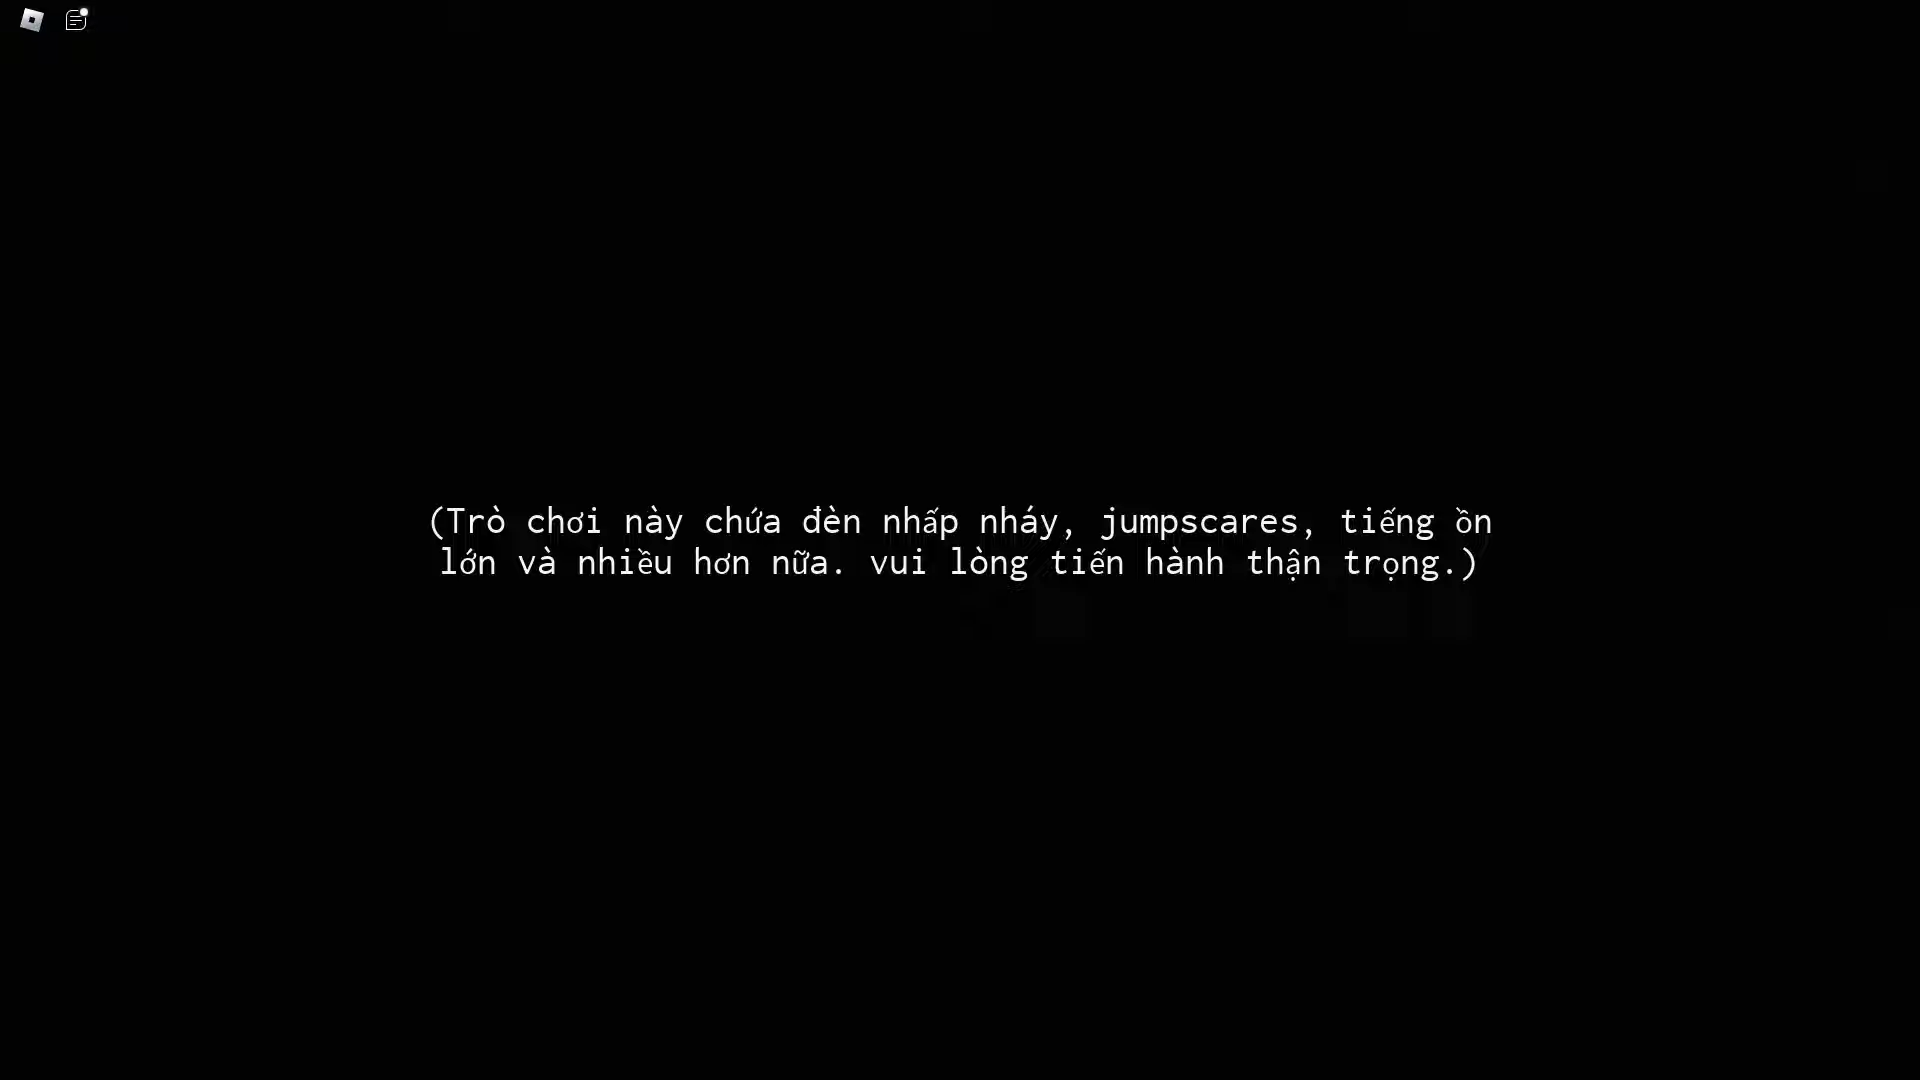 (Trò chơi này chứa đèn nhấp nháy, jumpscares, tiếng ồn
lớn và nhiều hơn nữa. vui lòng tiến hành thận trọng.)